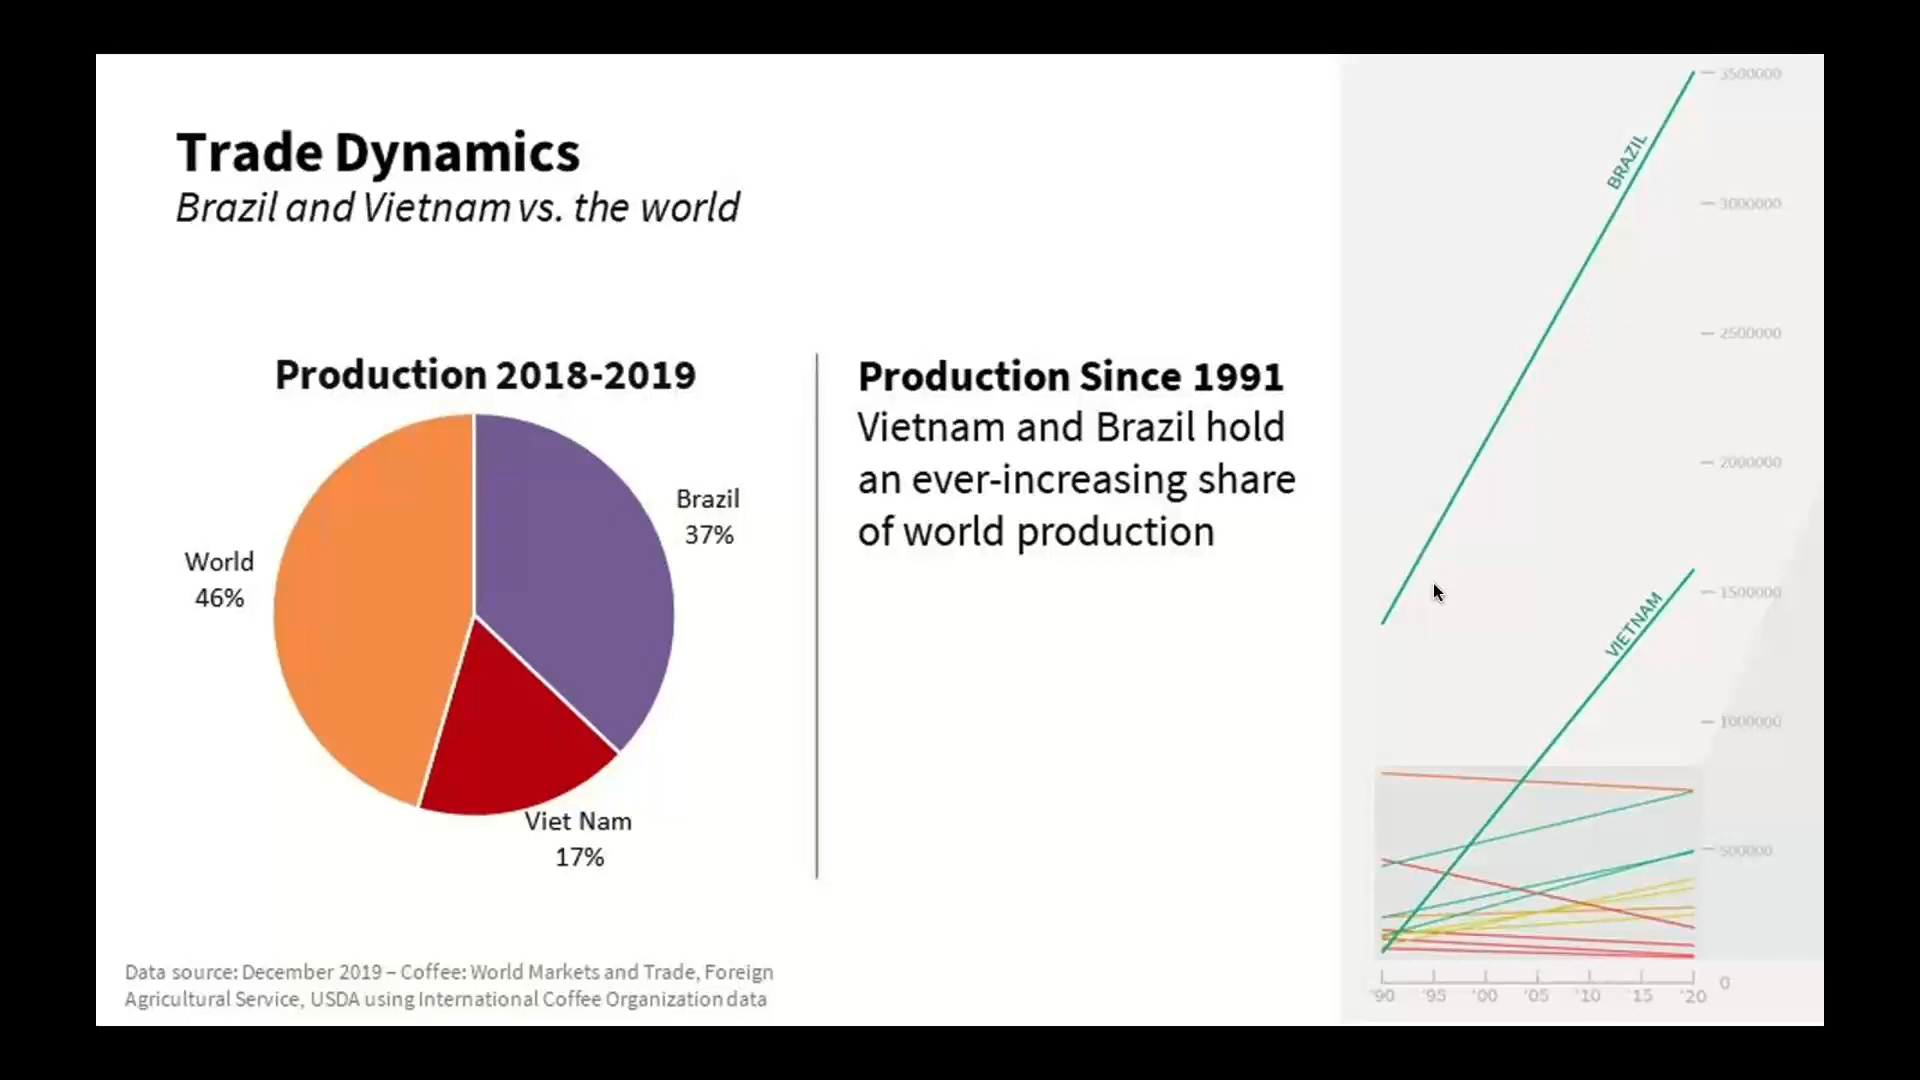 Trade Dynamics
Brazil and Vietnam vs. the world
Production 2018-2019
Brazil
37%
World
46%
Viet Nam
17%
Production Since 1991
Vietnam and Brazil hold
an ever-increasing share
of world production
Data source: December 2019 – Coffee: World Markets and Trade, Foreign
Agricultural Service, USDA using International Coffee Organization data
3500000
BRAZIL
3000000
2500000
2000000
1500000
VIETNAM
1000000
500000
0
'90 '95 '00 '05 '10 '15 '20